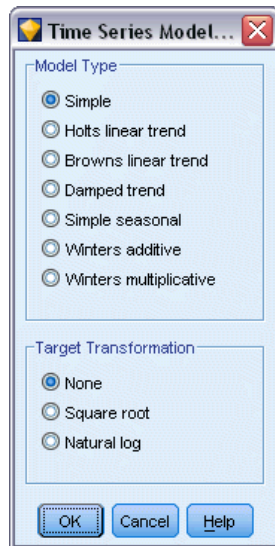 Time Series Model...
Model Type
Simple
Holts linear trend
Browns linear trend
Damped trend
Simple seasonal
Winters additive
Winters multiplicative
Target Transformation
None
Square root
Natural log
OK Cancel Help